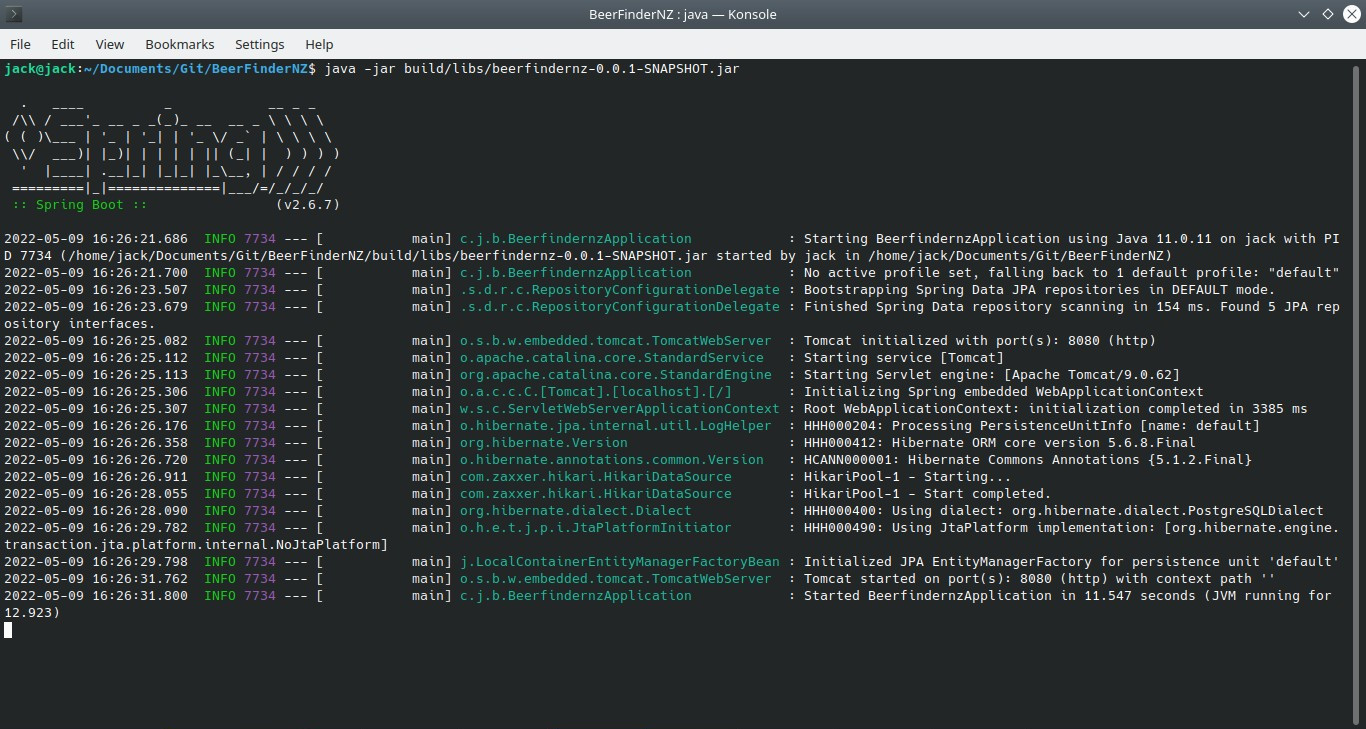 BeerFinderNZ : java — Konsole
File Edit View Bookmarks Settings Help
jack@jack:~/Documents/Git/BeerFinderNZ$ java -jar build/libs/beerfindernz-0.0.1-SNAPSHOT.jar
  .   ____          _            __ _ _
 /\\ / ___'_ __ _ _(_)_ __  __ _ \ \ \ \
( ( )\___ | '_ | '_| | '_ \/ _` | \ \ \ \
 \\/  ___)| |_)| | | | | || (_| |  ) ) ) )
  '  |____| .__|_| |_|_| |_\__, | / / / /
 =========|_|==============|___/=/_/_/_/
 :: Spring Boot ::                (v2.6.7)
2022-05-09 16:26:21.686  INFO 7734 --- [           main] c.j.b.BeerfindernzApplication            : Starting BeerfindernzApplication using Java 11.0.11 on jack with PI
D 7734 (/home/jack/Documents/Git/BeerFinderNZ/build/libs/beerfindernz-0.0.1-SNAPSHOT.jar started by jack in /home/jack/Documents/Git/BeerFinderNZ)
2022-05-09 16:26:21.700  INFO 7734 --- [           main] c.j.b.BeerfindernzApplication            : No active profile set, falling back to 1 default profile: "default"
2022-05-09 16:26:23.507  INFO 7734 --- [           main] .s.d.r.c.RepositoryConfigurationDelegate : Bootstrapping Spring Data JPA repositories in DEFAULT mode.
2022-05-09 16:26:23.679  INFO 7734 --- [           main] .s.d.r.c.RepositoryConfigurationDelegate : Finished Spring Data repository scanning in 154 ms. Found 5 JPA rep
ository interfaces.
2022-05-09 16:26:25.082  INFO 7734 --- [           main] o.s.b.w.embedded.tomcat.TomcatWebServer  : Tomcat initialized with port(s): 8080 (http)
2022-05-09 16:26:25.112  INFO 7734 --- [           main] o.apache.catalina.core.StandardService   : Starting service [Tomcat]
2022-05-09 16:26:25.113  INFO 7734 --- [           main] org.apache.catalina.core.StandardEngine  : Starting Servlet engine: [Apache Tomcat/9.0.62]
2022-05-09 16:26:25.306  INFO 7734 --- [           main] o.a.c.c.C.[Tomcat].[localhost].[/]       : Initializing Spring embedded WebApplicationContext
2022-05-09 16:26:25.307  INFO 7734 --- [           main] w.s.c.ServletWebServerApplicationContext : Root WebApplicationContext: initialization completed in 3385 ms
2022-05-09 16:26:26.176  INFO 7734 --- [           main] o.hibernate.jpa.internal.util.LogHelper  : HHH000204: Processing PersistenceUnitInfo [name: default]
2022-05-09 16:26:26.358  INFO 7734 --- [           main] org.hibernate.Version                    : HHH000412: Hibernate ORM core version 5.6.8.Final
2022-05-09 16:26:26.720  INFO 7734 --- [           main] o.hibernate.annotations.common.Version   : HCANN000001: Hibernate Commons Annotations {5.1.2.Final}
2022-05-09 16:26:26.911  INFO 7734 --- [           main] com.zaxxer.hikari.HikariDataSource       : HikariPool-1 - Starting...
2022-05-09 16:26:28.055  INFO 7734 --- [           main] com.zaxxer.hikari.HikariDataSource       : HikariPool-1 - Start completed.
2022-05-09 16:26:28.090  INFO 7734 --- [           main] org.hibernate.dialect.Dialect            : HHH000400: Using dialect: org.hibernate.dialect.PostgreSQLDialect
2022-05-09 16:26:29.782  INFO 7734 --- [           main] o.h.e.t.j.p.i.JtaPlatformInitiator       : HHH000490: Using JtaPlatform implementation: [org.hibernate.engine.
transaction.jta.platform.internal.NoJtaPlatform]
2022-05-09 16:26:29.798  INFO 7734 --- [           main] j.LocalContainerEntityManagerFactoryBean : Initialized JPA EntityManagerFactory for persistence unit 'default'
2022-05-09 16:26:31.762  INFO 7734 --- [           main] o.s.b.w.embedded.tomcat.TomcatWebServer  : Tomcat started on port(s): 8080 (http) with context path ''
2022-05-09 16:26:31.800  INFO 7734 --- [           main] c.j.b.BeerfindernzApplication            : Started BeerfindernzApplication in 11.547 seconds (JVM running for
12.923)